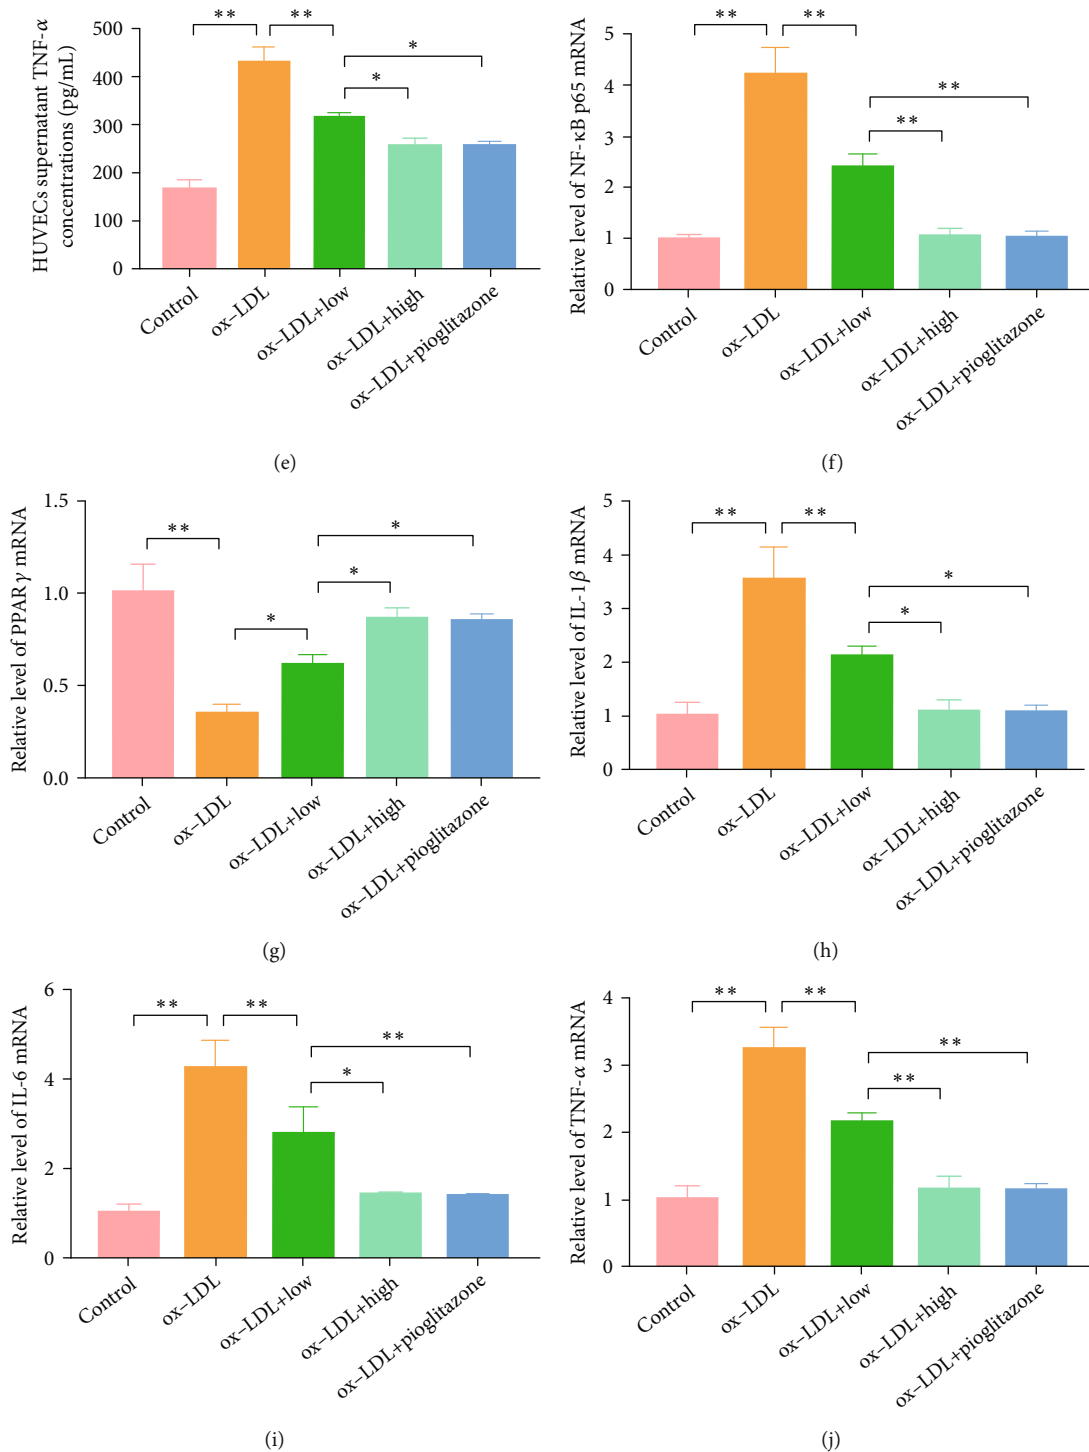 HUVECs supernatant TNF-α
concentrations (pg/mL)
500
400
300
200
100
0
**
**
*
*
Control
ox–LDL
ox–LDL+low
ox–LDL+high
ox–LDL+pioglitazone
(e)
Relative level of NF-κB p65 mRNA
5
4
3
2
1
0
**
**
**
**
Control
ox–LDL
ox–LDL+low
ox–LDL+high
ox–LDL+pioglitazone
(f)
Relative level of PPARγ mRNA
1.5
1.0
0.5
0.0
**
*
*
*
Control
ox–LDL
ox–LDL+low
ox–LDL+high
ox–LDL+pioglitazone
(g)
Relative level of IL-1β mRNA
5
4
3
2
1
0
**
**
*
*
Control
ox–LDL
ox–LDL+low
ox–LDL+high
ox–LDL+pioglitazone
(h)
Relative level of IL-6 mRNA
6
4
2
0
**
**
**
*
Control
ox–LDL
ox–LDL+low
ox–LDL+high
ox–LDL+pioglitazone
(i)
Relative level of TNF-α mRNA
4
3
2
1
0
**
**
**
**
Control
ox–LDL
ox–LDL+low
ox–LDL+high
ox–LDL+pioglitazone
(j)